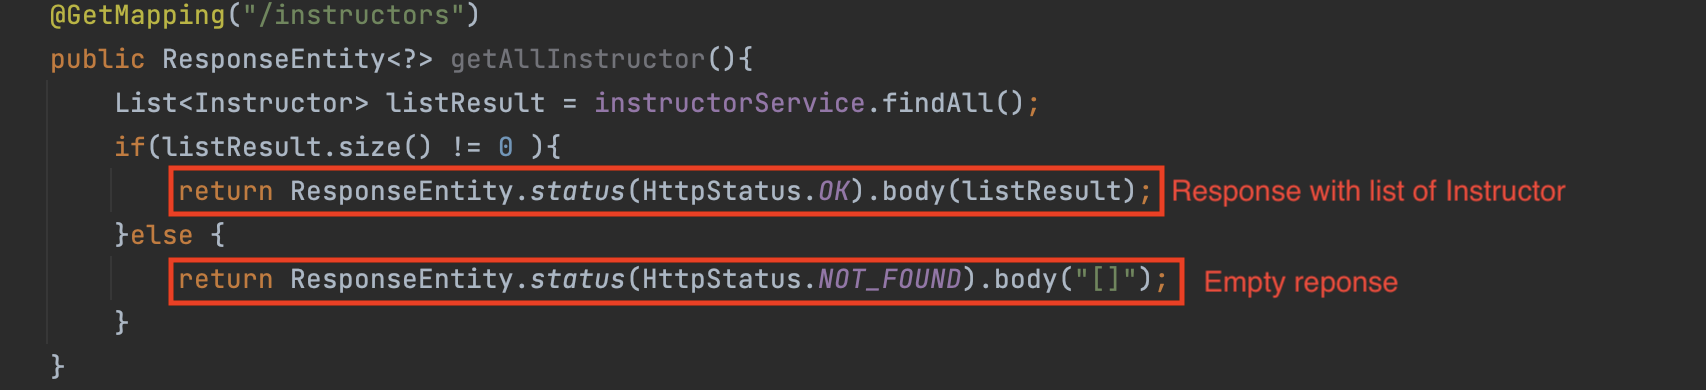 @GetMapping("/instructors")
public ResponseEntity<?> getAllInstructor(){
List<Instructor> listResult = instructorService.findAll();
if(listResult.size() != 0 ){
return ResponseEntity.status(HttpStatus.OK).body(listResult); Response with list of Instructor
}else {
return ResponseEntity.status(HttpStatus.NOT_FOUND).body("[]"); Empty reponse
}
}